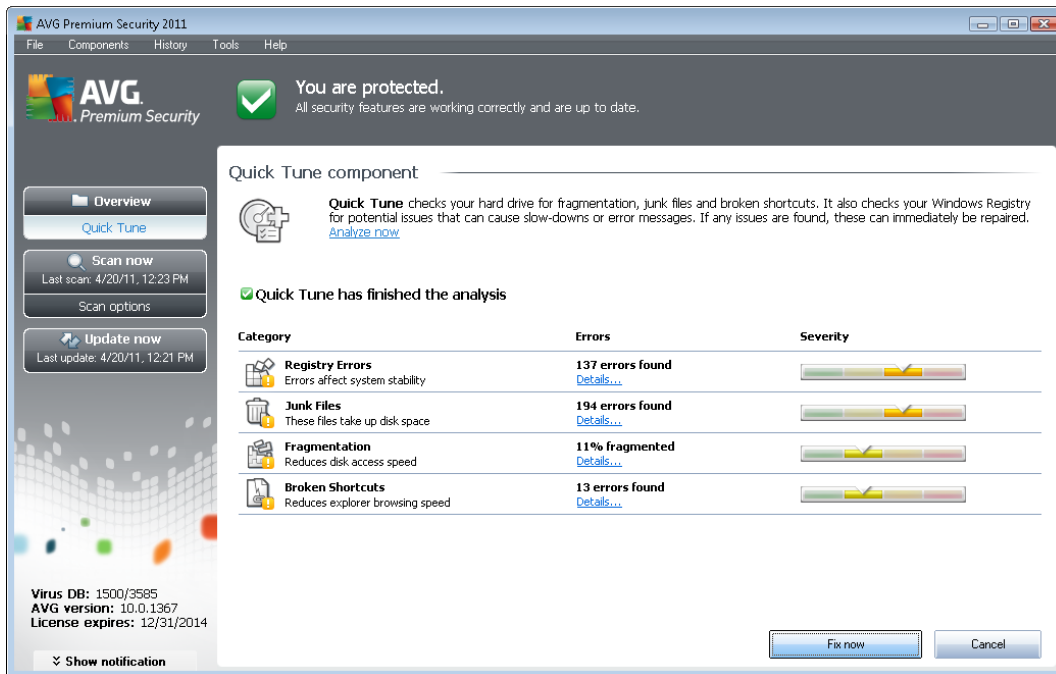 AVG Premium Security 2011
File Components History Tools Help
AVG.
Premium Security
You are protected.
All security features are working correctly and are up to date.
Overview
Quick Tune
Scan now
Last scan: 4/20/11, 12:23 PM
Scan options
Update now
Last update: 4/20/11, 12:21 PM
Quick Tune component
Quick Tune checks your hard drive for fragmentation, junk files and broken shortcuts. It also checks your Windows Registry
for potential issues that can cause slow-downs or error messages. If any issues are found, these can immediately be repaired.
Analyze now
Quick Tune has finished the analysis
Category Errors Severity
Registry Errors 137 errors found
Errors affect system stability Details...
Junk Files 194 errors found
These files take up disk space Details...
Fragmentation 11% fragmented
Reduces disk access speed Details...
Broken Shortcuts 13 errors found
Reduces explorer browsing speed Details...
Virus DB: 1500/3585
AVG version: 10.0.1367
License expires: 12/31/2014
Show notification
Fix now Cancel